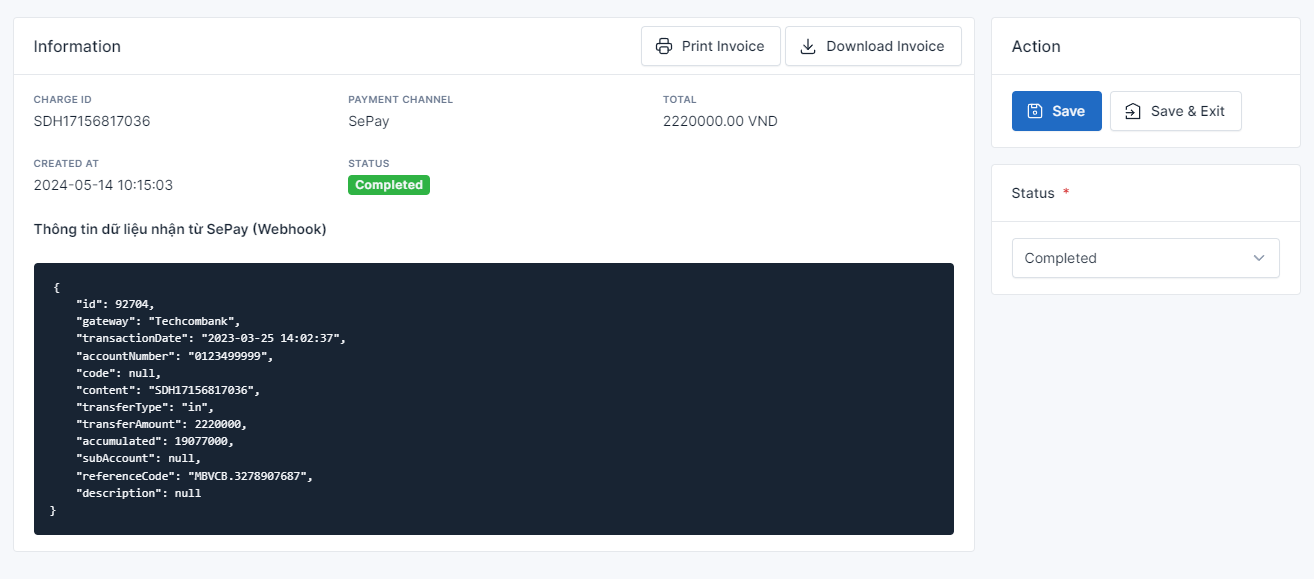 Information
Print Invoice
Download Invoice
CHARGE ID
PAYMENT CHANNEL
TOTAL
SDH17156817036
SePay
2220000.00 VND
CREATED AT
STATUS
2024-05-14 10:15:03
Completed
Thông tin dữ liệu nhận từ SePay (Webhook)
{
    "id": 92704,
    "gateway": "Techcombank",
    "transactionDate": "2023-03-25 14:02:37",
    "accountNumber": "0123499999",
    "code": null,
    "content": "SDH17156817036",
    "transferType": "in",
    "transferAmount": 2220000,
    "accumulated": 19077000,
    "subAccount": null,
    "referenceCode": "MBVCB.3278907687",
    "description": null
}
Action
Save
Save & Exit
Status *
Completed